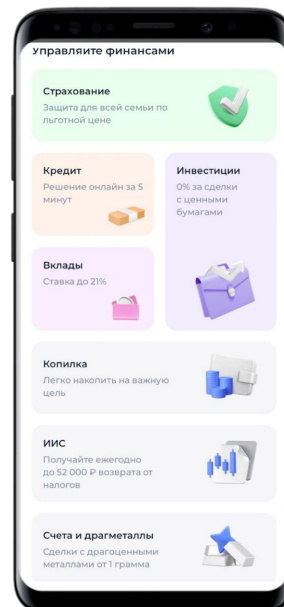 Управляйте финансами
Страхование
Защита для всей семьи по
льготной цене
Кредит
Решение онлайн за 5
минут
Инвестиции
0% за сделки
с ценными
бумагами
Вклады
Ставка до 21%
Копилка
Легко накопить на важную
цель
ИИС
Получайте ежегодно
до 52 000 ₽ возврата от
налогов
Счета и драгметаллы
Сделки с драгоценными
металлами от 1 грамма